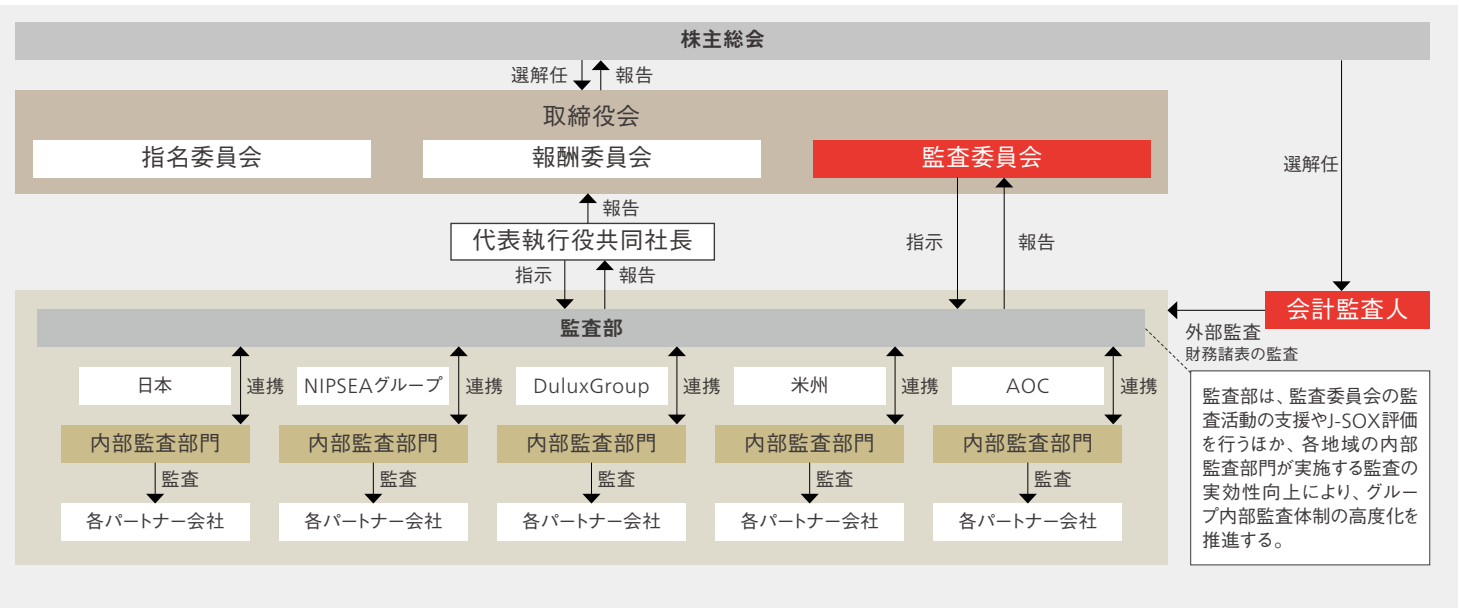 株主総会
選解任
報告
取締役会
指名委員会
報酬委員会
監査委員会
選解任
報告
代表執行役共同社長
指示
報告
指示
報告
会計監査人
監査部
外部監査
財務諸表の監査
日本
連携
NIPSEAグループ
連携
DuluxGroup
連携
米州
連携
AOC
連携
内部監査部門
内部監査部門
内部監査部門
内部監査部門
内部監査部門
監査
監査
監査
監査
監査
各パートナー会社
各パートナー会社
各パートナー会社
各パートナー会社
各パートナー会社
監査部は、監査委員会の監
査活動の支援やJ-SOX評価
を行うほか、各地域の内部
監査部門が実施する監査の
実効性向上により、グルー
プ内部監査体制の高度化を
推進する。